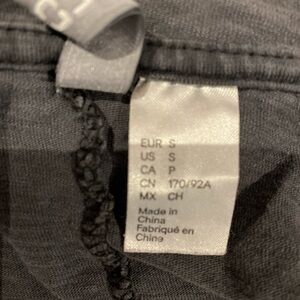 EUR S
US S
CA P
CN 170/92A
MX CH
Made in
China
Fabriqué en
Chine